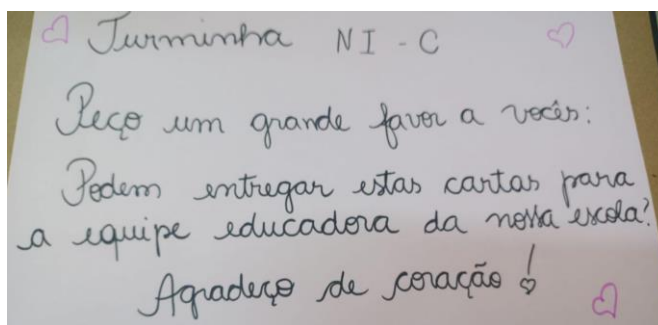 Turminha NI - C
Peço um grande favor a vocês:
Podem entregar estas cartas para
a equipe educadora da nossa escola?
Agradeço de coração!